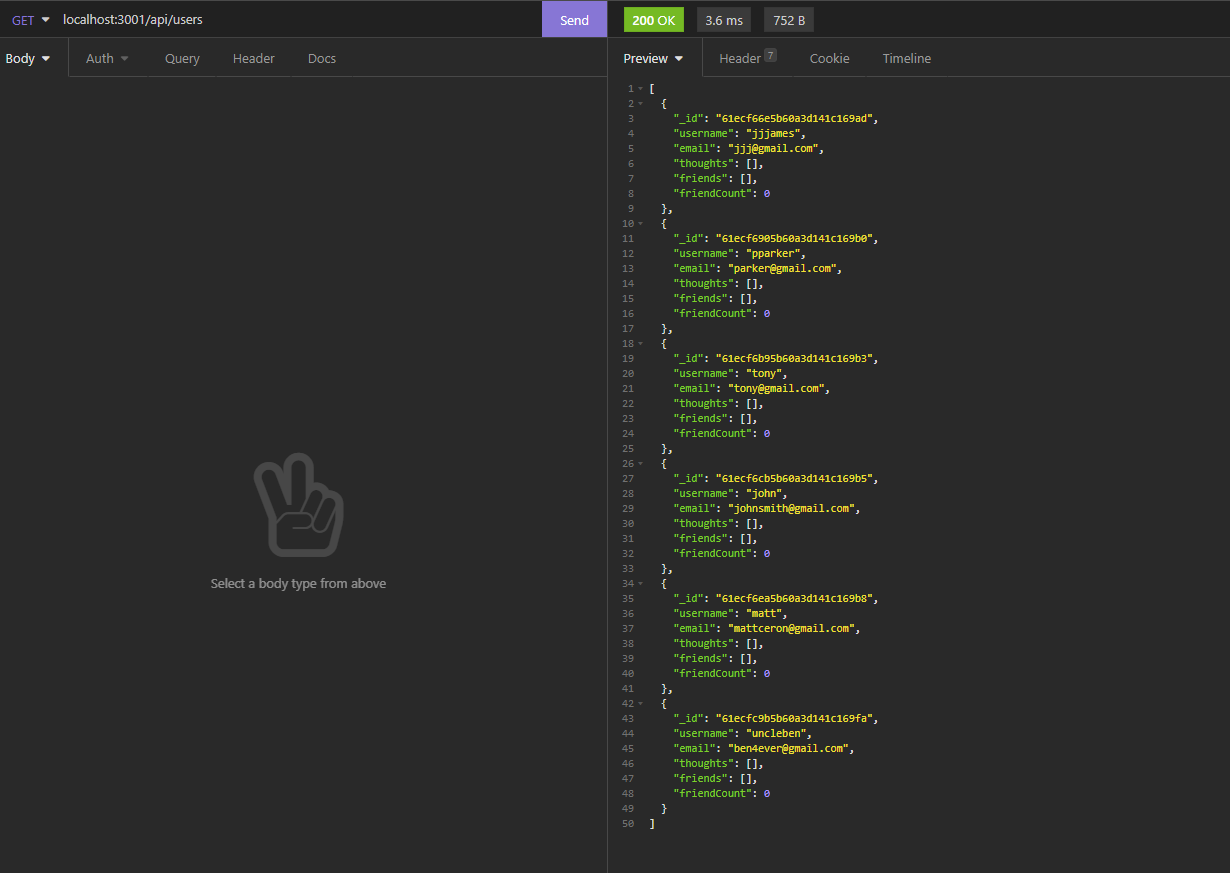 GET localhost:3001/api/users Send 200 OK 3.6 ms 752 B
Body Auth Query Header Docs Preview Header 7 Cookie Timeline
1 [
2 {
3 "_id": "61ecf66e5b60a3d141c169ad",
4 "username": "jjjames",
5 "email": "jjj@gmail.com",
6 "thoughts": [],
7 "friends": [],
8 "friendCount": 0
9 },
10 {
11 "_id": "61ecf6905b60a3d141c169b0",
12 "username": "pparker",
13 "email": "parker@gmail.com",
14 "thoughts": [],
15 "friends": [],
16 "friendCount": 0
17 },
18 {
19 "_id": "61ecf6b95b60a3d141c169b3",
20 "username": "tony",
21 "email": "tony@gmail.com",
22 "thoughts": [],
23 "friends": [],
24 "friendCount": 0
25 },
26 {
27 "_id": "61ecf6cb5b60a3d141c169b5",
28 "username": "john",
29 "email": "johnsmith@gmail.com",
30 "thoughts": [],
31 "friends": [],
32 "friendCount": 0
33 },
34 {
35 "_id": "61ecf6ea5b60a3d141c169b8",
36 "username": "matt",
37 "email": "mattceron@gmail.com",
38 "thoughts": [],
39 "friends": [],
40 "friendCount": 0
41 },
42 {
43 "_id": "61ecfc9b5b60a3d141c169fa",
44 "username": "uncleben",
45 "email": "ben4ever@gmail.com",
46 "thoughts": [],
47 "friends": [],
48 "friendCount": 0
49 }
50 ]
Select a body type from above